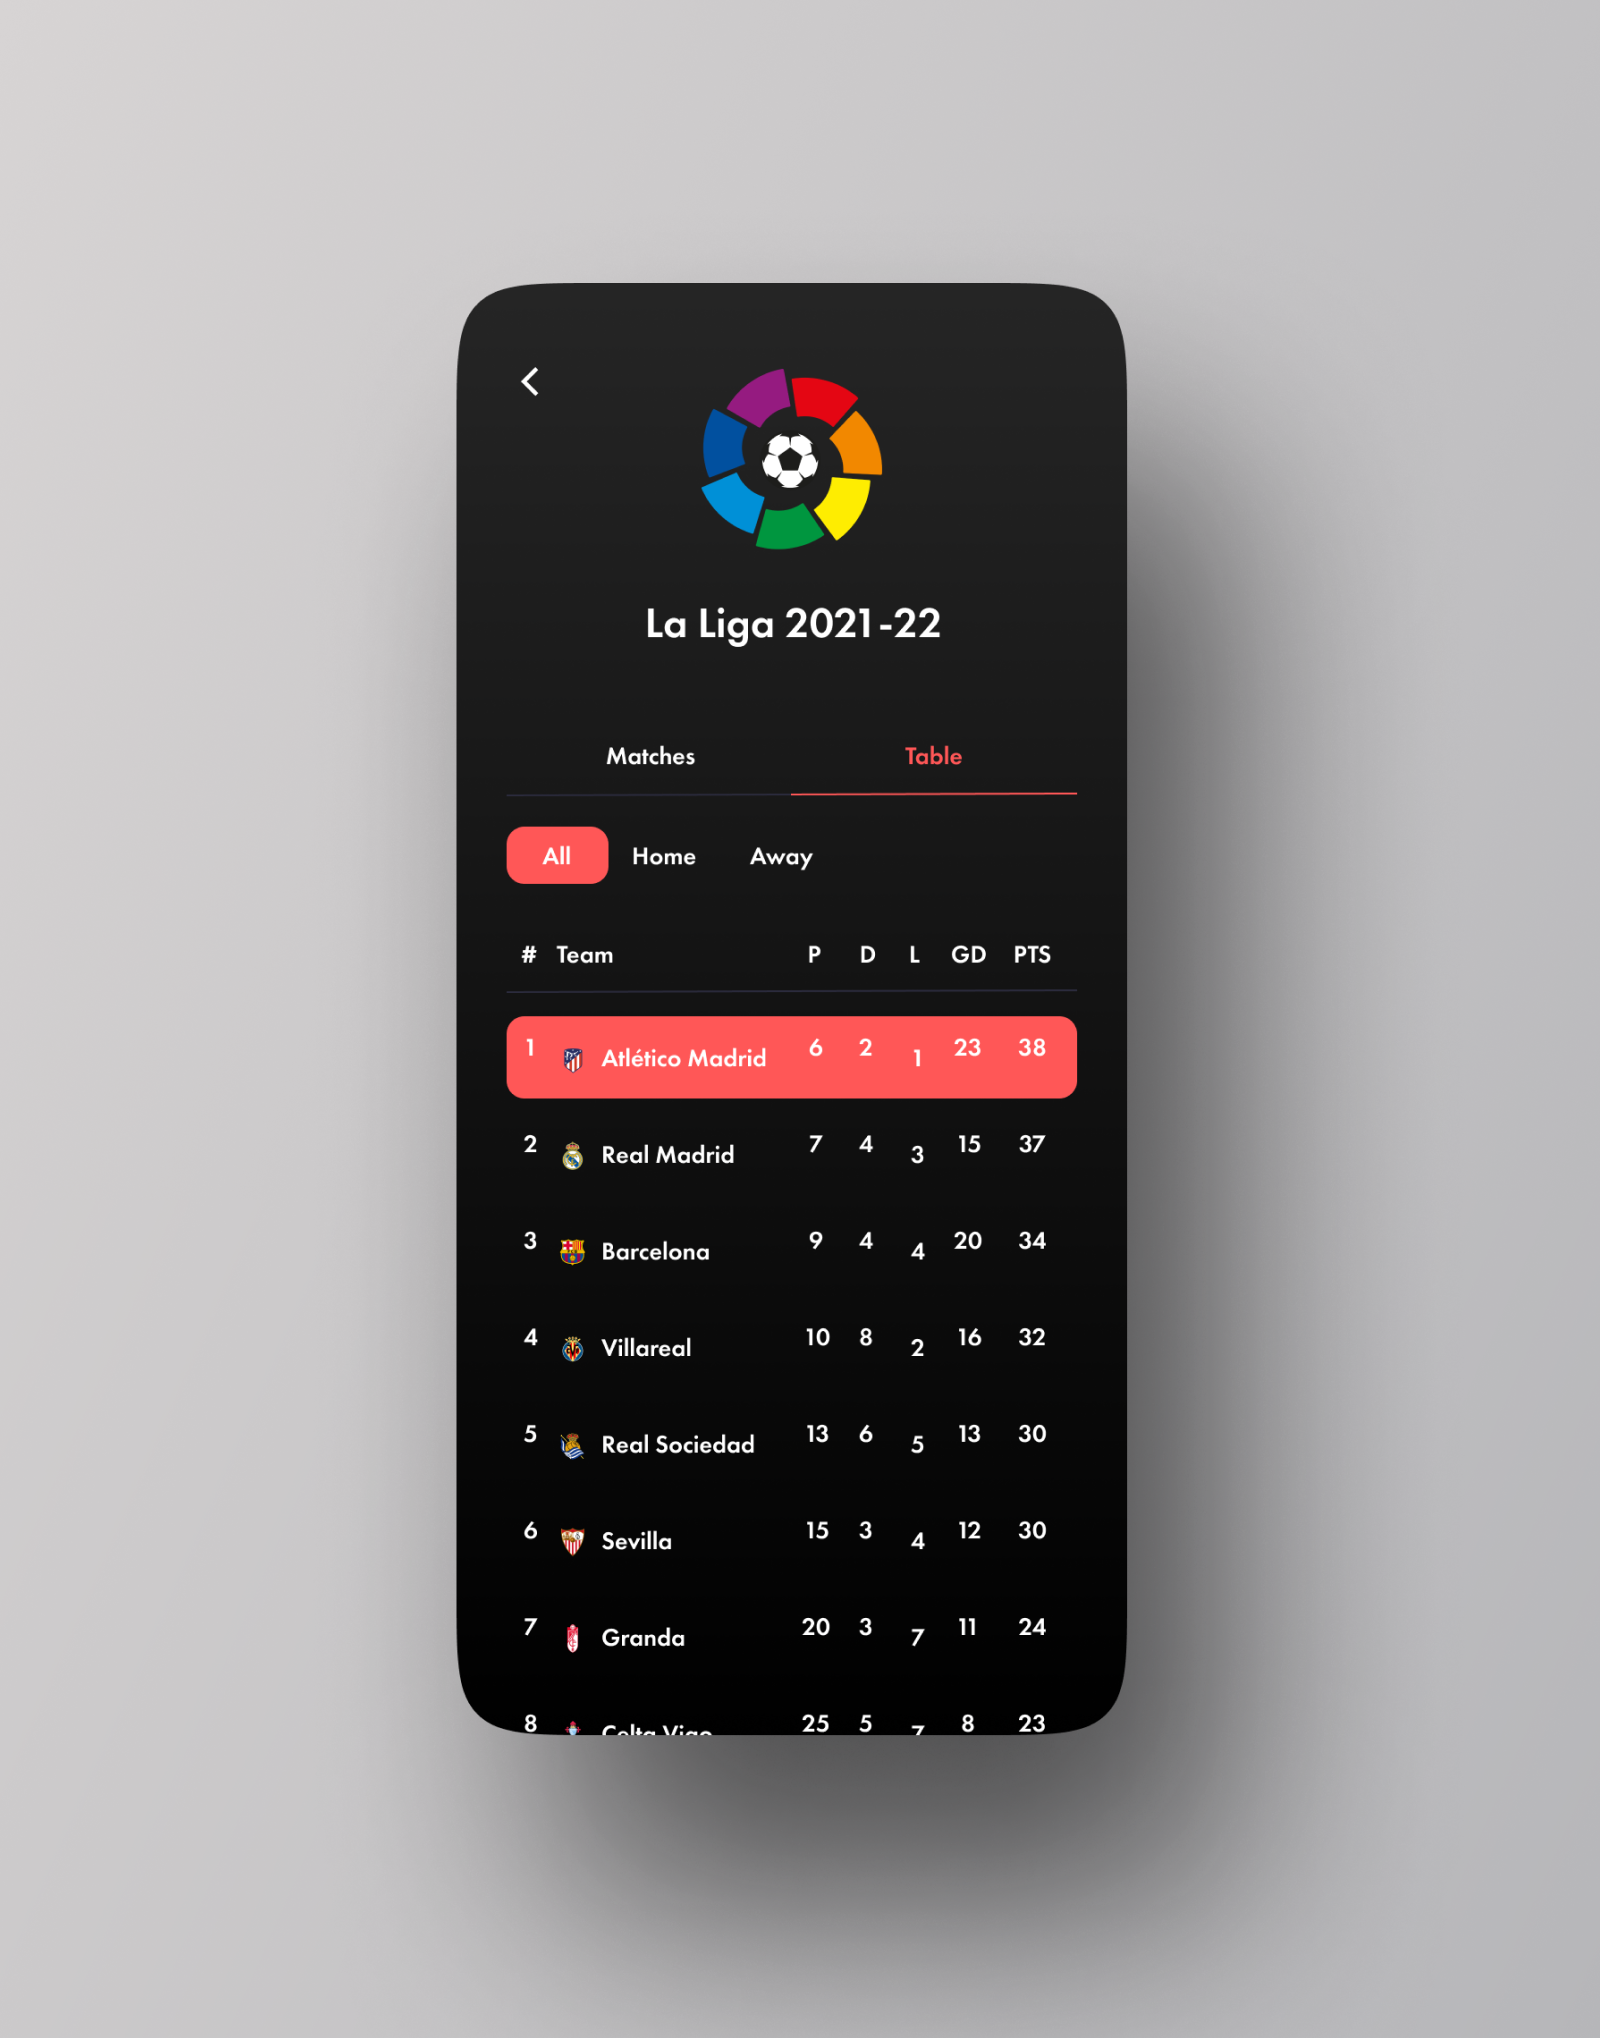 La Liga 2021-22
Matches Table
All Home Away
# Team P D L GD PTS
1 Atlético Madrid 6 2 1 23 38
2 Real Madrid 7 4 3 15 37
3 Barcelona 9 4 4 20 34
4 Villareal 10 8 2 16 32
5 Real Sociedad 13 6 5 13 30
6 Sevilla 15 3 4 12 30
7 Granda 20 3 7 11 24
8 Celta Vigo 25 5 7 8 23